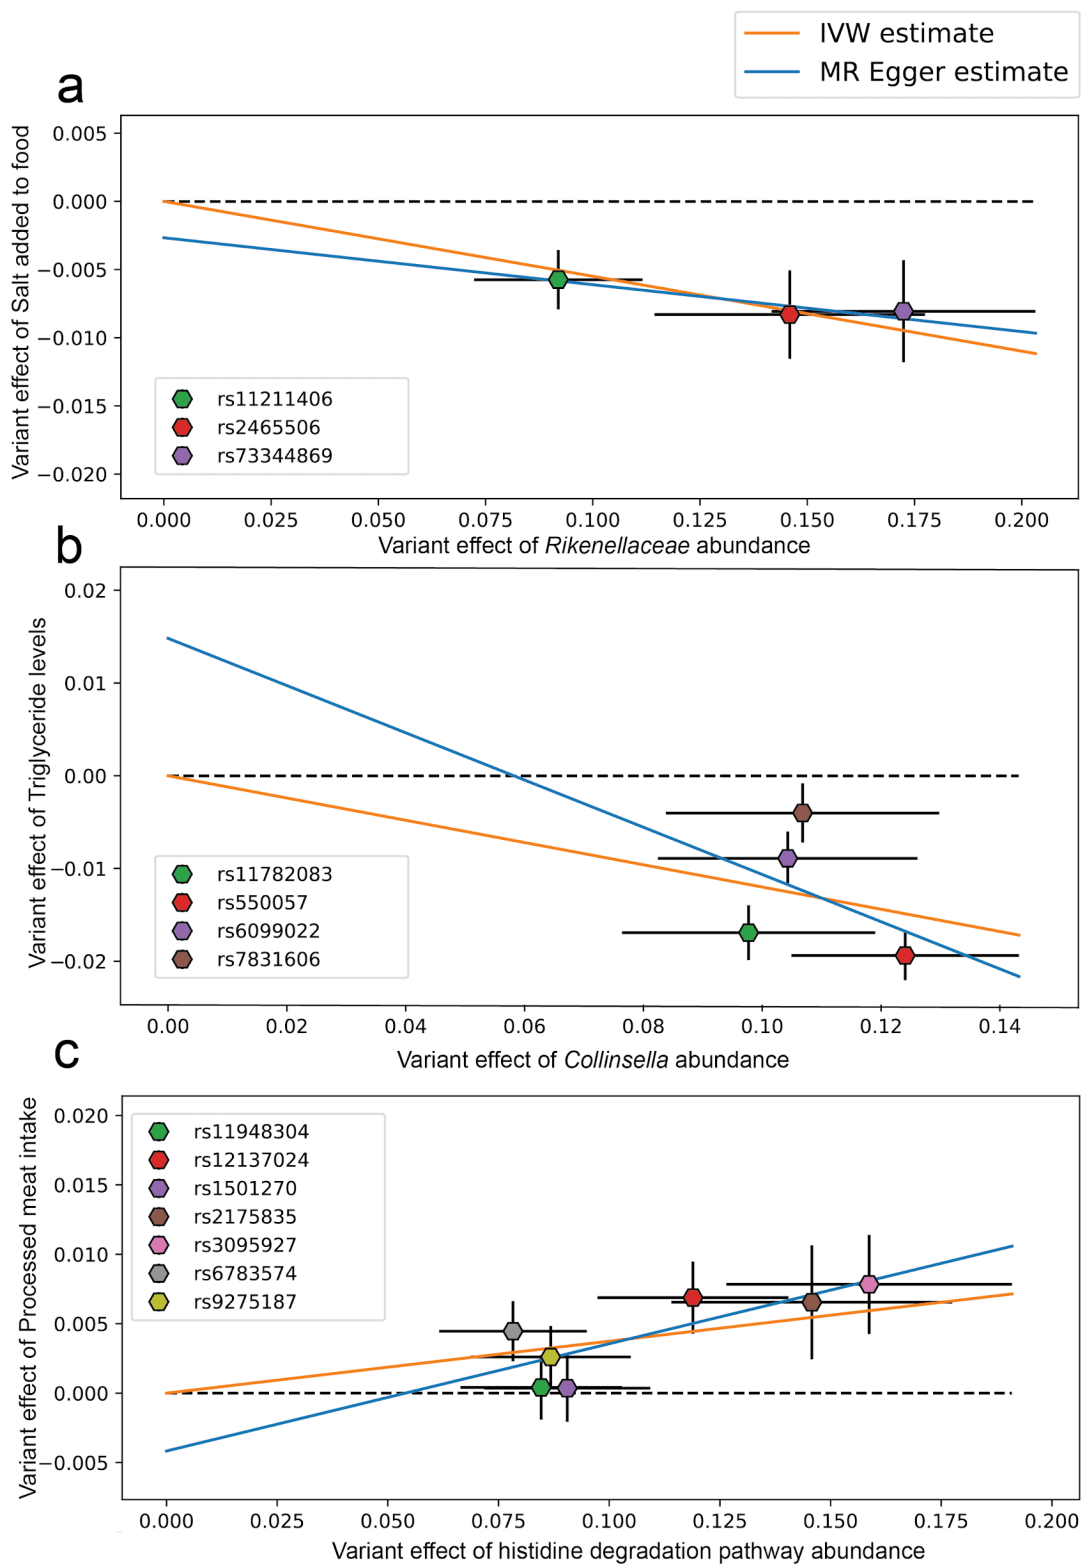 IVW estimate
MR Egger estimate
a
Variant effect of Salt added to food
0.005
0.000
−0.005
−0.010
−0.015
−0.020
rs11211406
rs2465506
rs73344869
0.000 0.025 0.050 0.075 0.100 0.125 0.150 0.175 0.200
Variant effect of Rikenellaceae abundance
b
Variant effect of Triglyceride levels
0.02
0.01
0.00
−0.01
−0.02
rs11782083
rs550057
rs6099022
rs7831606
0.00 0.02 0.04 0.06 0.08 0.10 0.12 0.14
Variant effect of Collinsella abundance
c
Variant effect of Processed meat intake
0.020
0.015
0.010
0.005
0.000
−0.005
rs11948304
rs12137024
rs1501270
rs2175835
rs3095927
rs6783574
rs9275187
0.000 0.025 0.050 0.075 0.100 0.125 0.150 0.175 0.200
Variant effect of histidine degradation pathway abundance